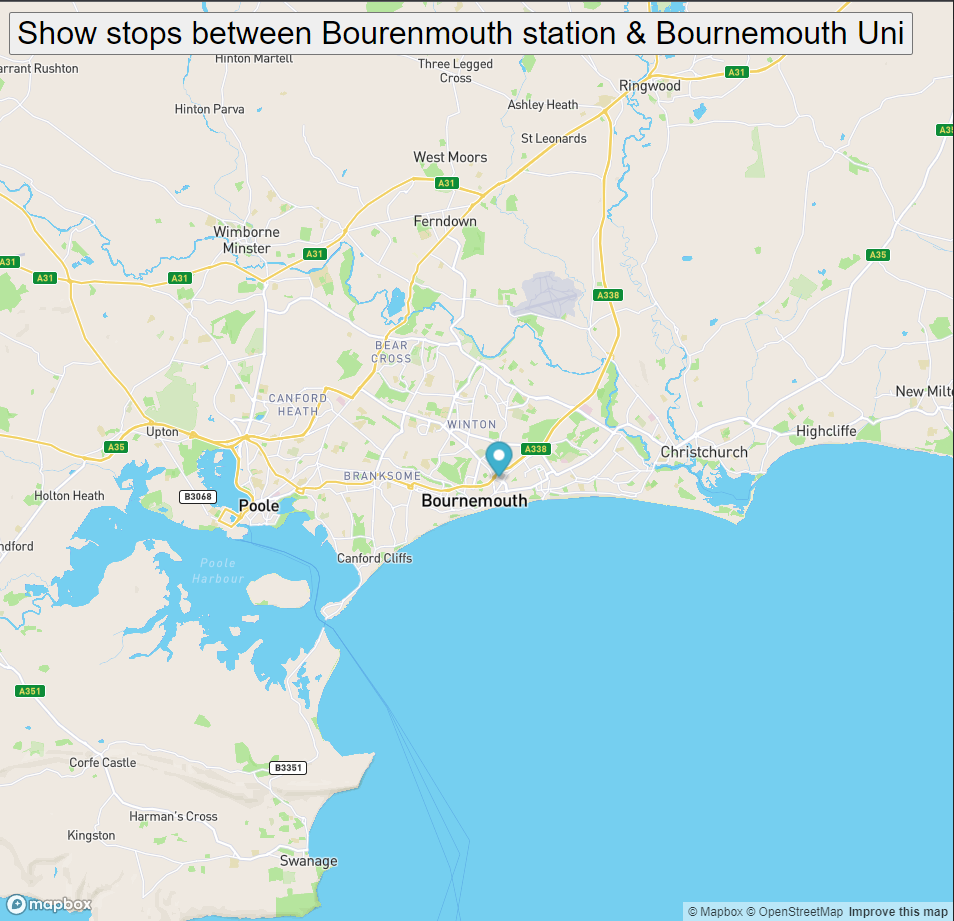 Show stops between Bourenmouth station & Bournemouth Uni
arrant Rushton
Hinton Martell
Three Legged
Cross
A31
Ringwood
Hinton Parva
Ashley Heath
A35
St Leonards
West Moors
A31
Ferndown
Wimborne
Minster
A31
A35
A31
A31
A31
A338
BEAR
CROSS
CANFORD
HEATH
New Milt
WINTON
Upton
Highcliffe
A35
A338
Christchurch
BRANKSOME
Holton Heath
B3068
Poole
Bournemouth
ndford
Canford Cliffs
Poole
Harbour
A351
Corfe Castle
B3351
Harman's Cross
Kingston
Swanage
mapbox
© Mapbox © OpenStreetMap Improve this map